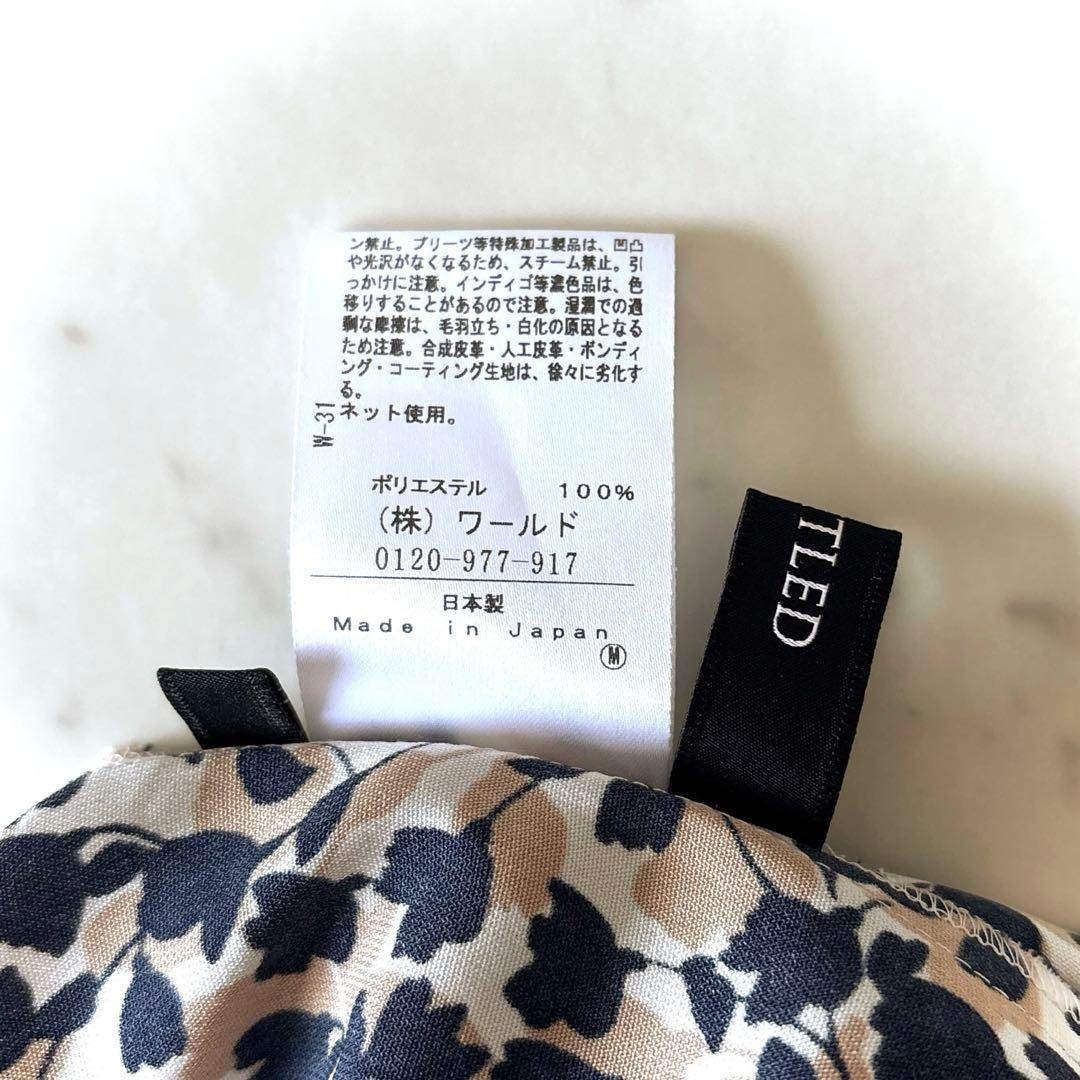 ン禁止。プリーツ等特殊加工製品は、凹凸
や光沢がなくなるため、スチーム禁止。引
っかけに注意。インディゴ等濃色品は、色
移りすることがあるので注意。湿潤での過
剰な摩擦は、毛羽立ち・白化の原因となる
ため注意。合成皮革・人工皮革・ボンディ
ング・コーティング生地は、徐々に劣化す
る。
ネット使用。
W-31
ポリエステル 100%
(株)ワールド
0120-977-917
日本製
Made in Japan
M
TLED